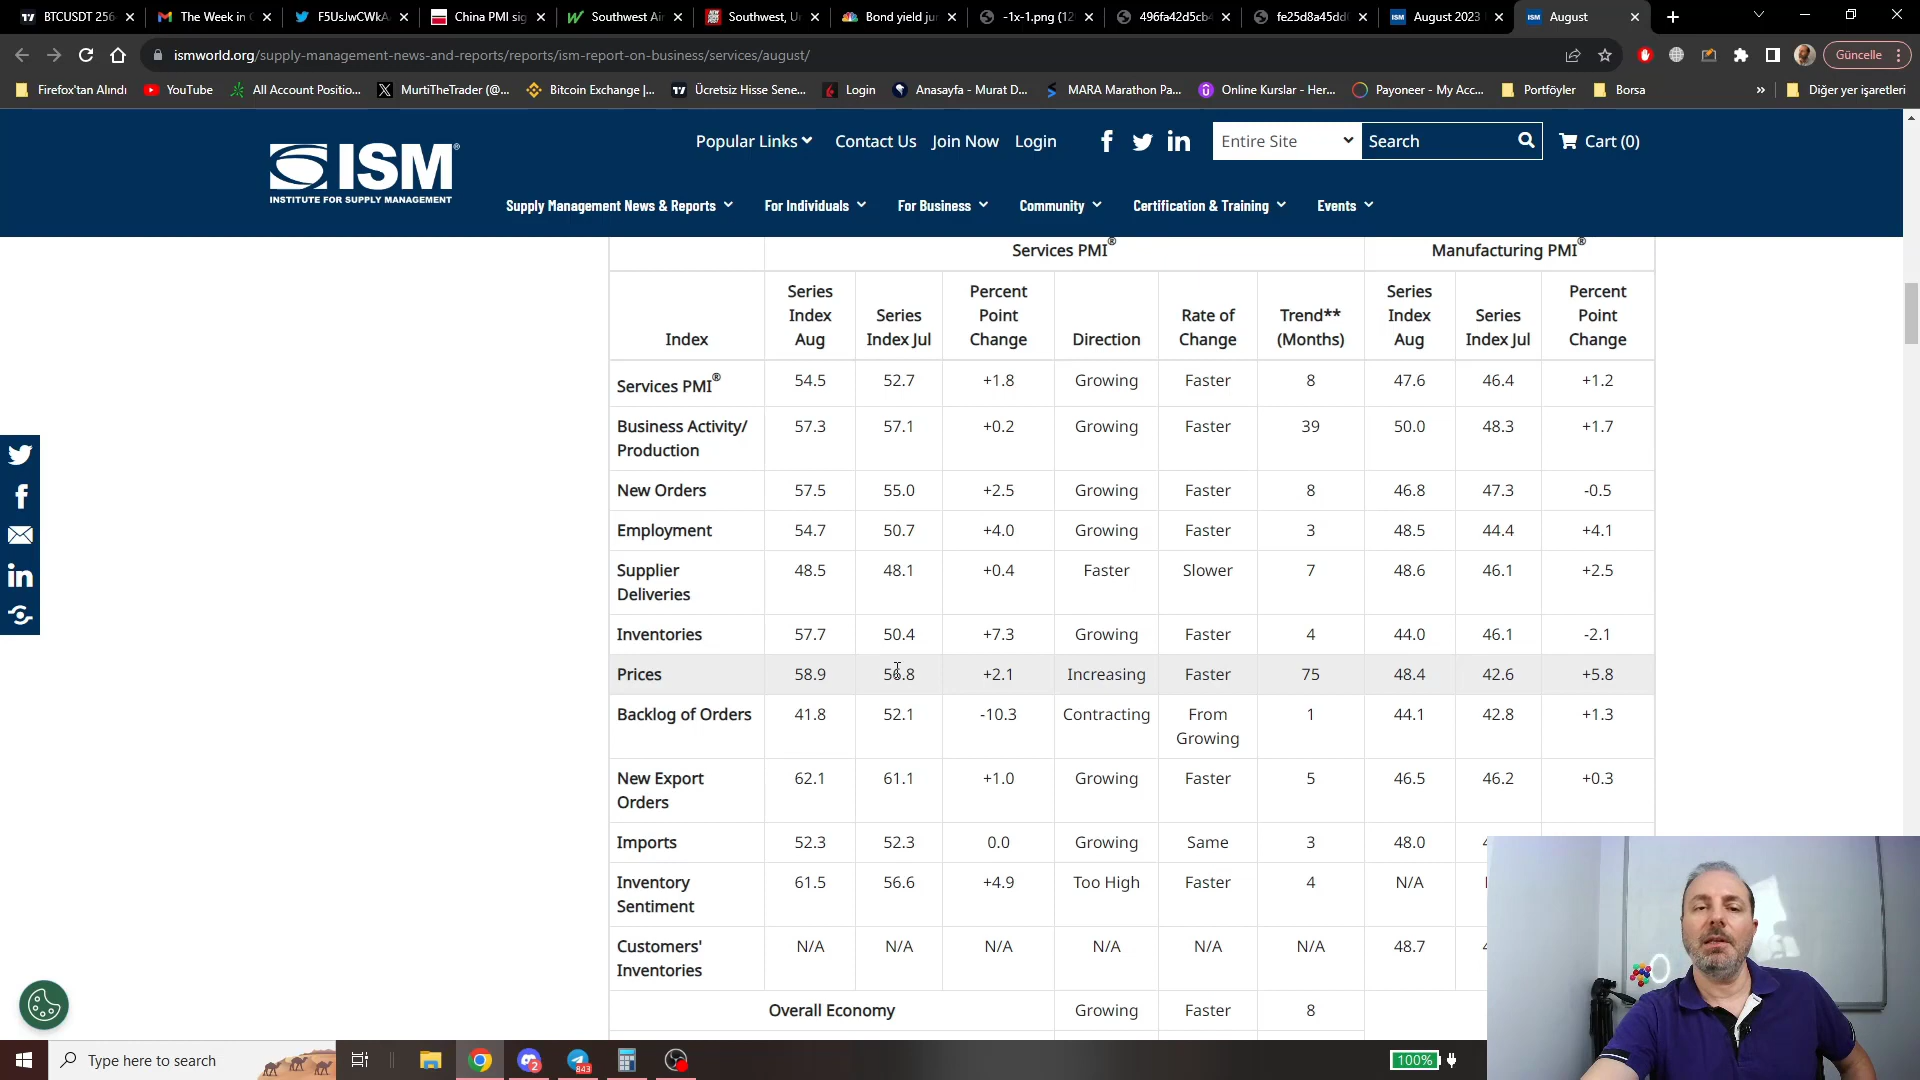 BTCUSDT 256
The Week in C
F5UsJwCWkA
China PMI sig
Southwest Air
Southwest, U
Bond yield ju
-1x-1.png (12
496fa42d5cb4
fe25d8a45dd
August 2023
August
ismworld.org/supply-management-news-and-reports/reports/ism-report-on-business/services/august/
Güncelle
Firefox'tan Alındı
YouTube
All Account Positio...
MurtiTheTrader (@...
Bitcoin Exchange |...
Ücretsiz Hisse Sene...
Login
Anasayfa - Murat D...
MARA Marathon Pa...
Online Kurslar - Her...
Payoneer - My Acc...
Portföyler
Borsa
»
Diğer yer işaretleri
ISM®
INSTITUTE FOR SUPPLY MANAGEMENT
Popular Links
Contact Us
Join Now
Login
Entire Site
Search
Cart (0)
Supply Management News & Reports
For Individuals
For Business
Community
Certification & Training
Events
Services PMI®
Manufacturing PMI®
Index
Series Index Aug
Series Index Jul
Percent Point Change
Direction
Rate of Change
Trend** (Months)
Series Index Aug
Series Index Jul
Percent Point Change
Services PMI® 54.5 52.7 +1.8 Growing Faster 8 47.6 46.4 +1.2
Business Activity/ Production 57.3 57.1 +0.2 Growing Faster 39 50.0 48.3 +1.7
New Orders 57.5 55.0 +2.5 Growing Faster 8 46.8 47.3 -0.5
Employment 54.7 50.7 +4.0 Growing Faster 3 48.5 44.4 +4.1
Supplier Deliveries 48.5 48.1 +0.4 Faster Slower 7 48.6 46.1 +2.5
Inventories 57.7 50.4 +7.3 Growing Faster 4 44.0 46.1 -2.1
Prices 58.9 56.8 +2.1 Increasing Faster 75 48.4 42.6 +5.8
Backlog of Orders 41.8 52.1 -10.3 Contracting From Growing 1 44.1 42.8 +1.3
New Export Orders 62.1 61.1 +1.0 Growing Faster 5 46.5 46.2 +0.3
Imports 52.3 52.3 0.0 Growing Same 3 48.0
Inventory Sentiment 61.5 56.6 +4.9 Too High Faster 4 N/A
Customers' Inventories N/A N/A N/A N/A N/A N/A 48.7
Overall Economy Growing Faster 8
Type here to search
2
843
100%